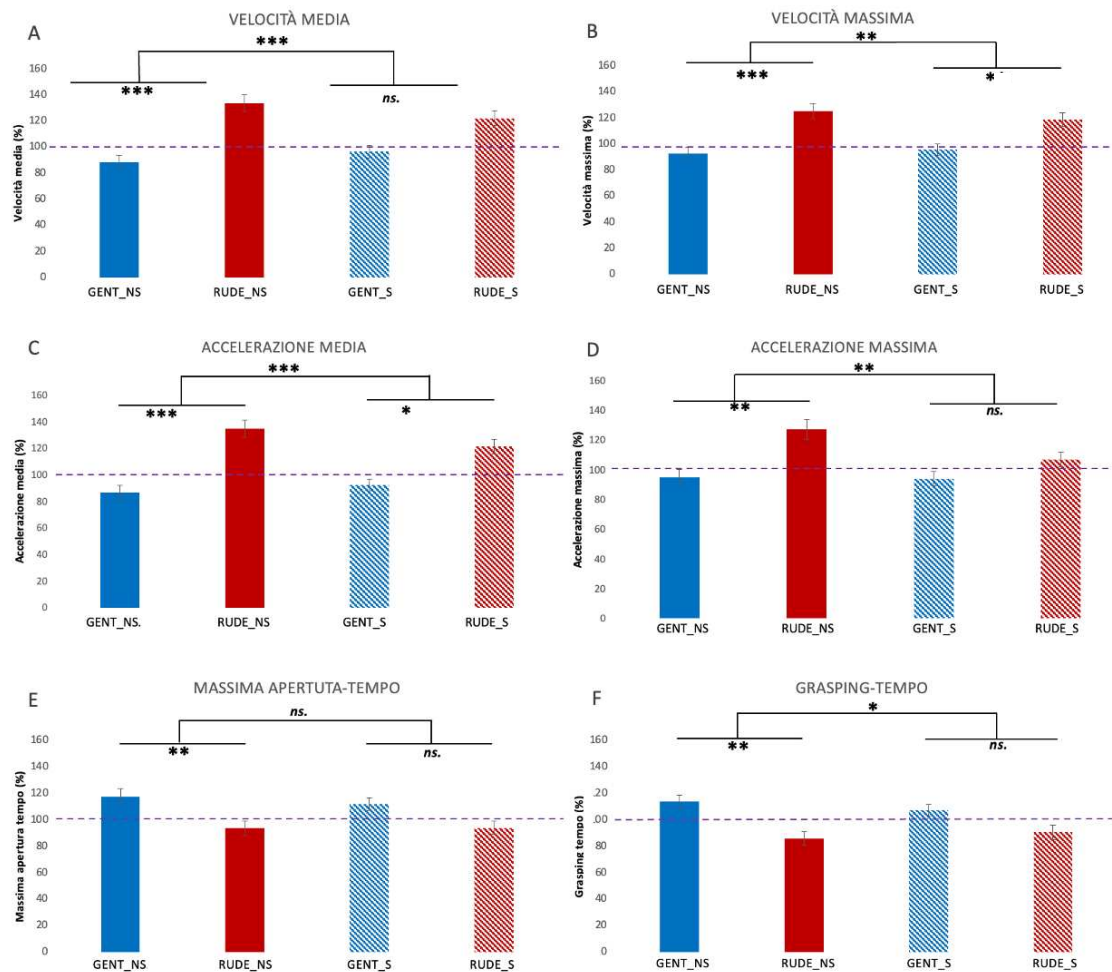 A
VELOCITÀ MEDIA
***
***
ns.
Velocità media (%)
160
140
120
100
80
60
40
20
0
GENT_NS
RUDE_NS
GENT_S
RUDE_S
B
VELOCITÀ MASSIMA
**
***
*
Velocità massima (%)
160
140
120
100
80
60
40
20
0
GENT_NS
RUDE_NS
GENT_S
RUDE_S
C
ACCELERAZIONE MEDIA
***
***
*
Accelerazione media (%)
160
140
120
100
80
60
40
20
0
GENT_NS.
RUDE_NS
GENT_S
RUDE_S
D
ACCELERAZIONE MASSIMA
**
**
ns.
Accelerazione massima (%)
160
140
120
100
80
60
40
20
0
GENT_NS
RUDE_NS
GENT_S
RUDE_S
E
MASSIMA APERTUTA-TEMPO
ns.
**
ns.
Massima apertura tempo (%)
160
140
120
100
80
60
40
20
0
GENT_NS
RUDE_NS
GENT_S
RUDE_S
F
GRASPING-TEMPO
*
**
ns.
Grasping tempo (%)
160
140
20
00
80
60
40
20
0
GENT_NS
RUDE_NS
GENT_S
RUDE_S